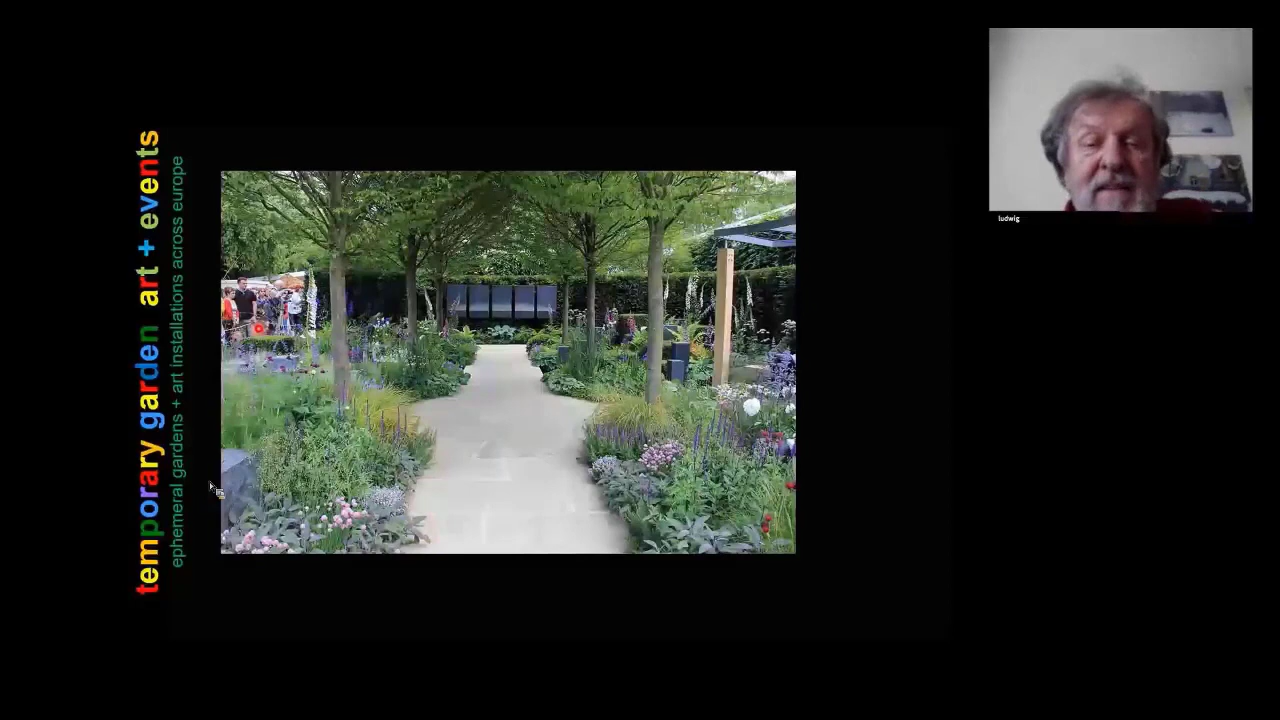 temporary garden art + events
ephemeral gardens + art installations across europe
ludwig